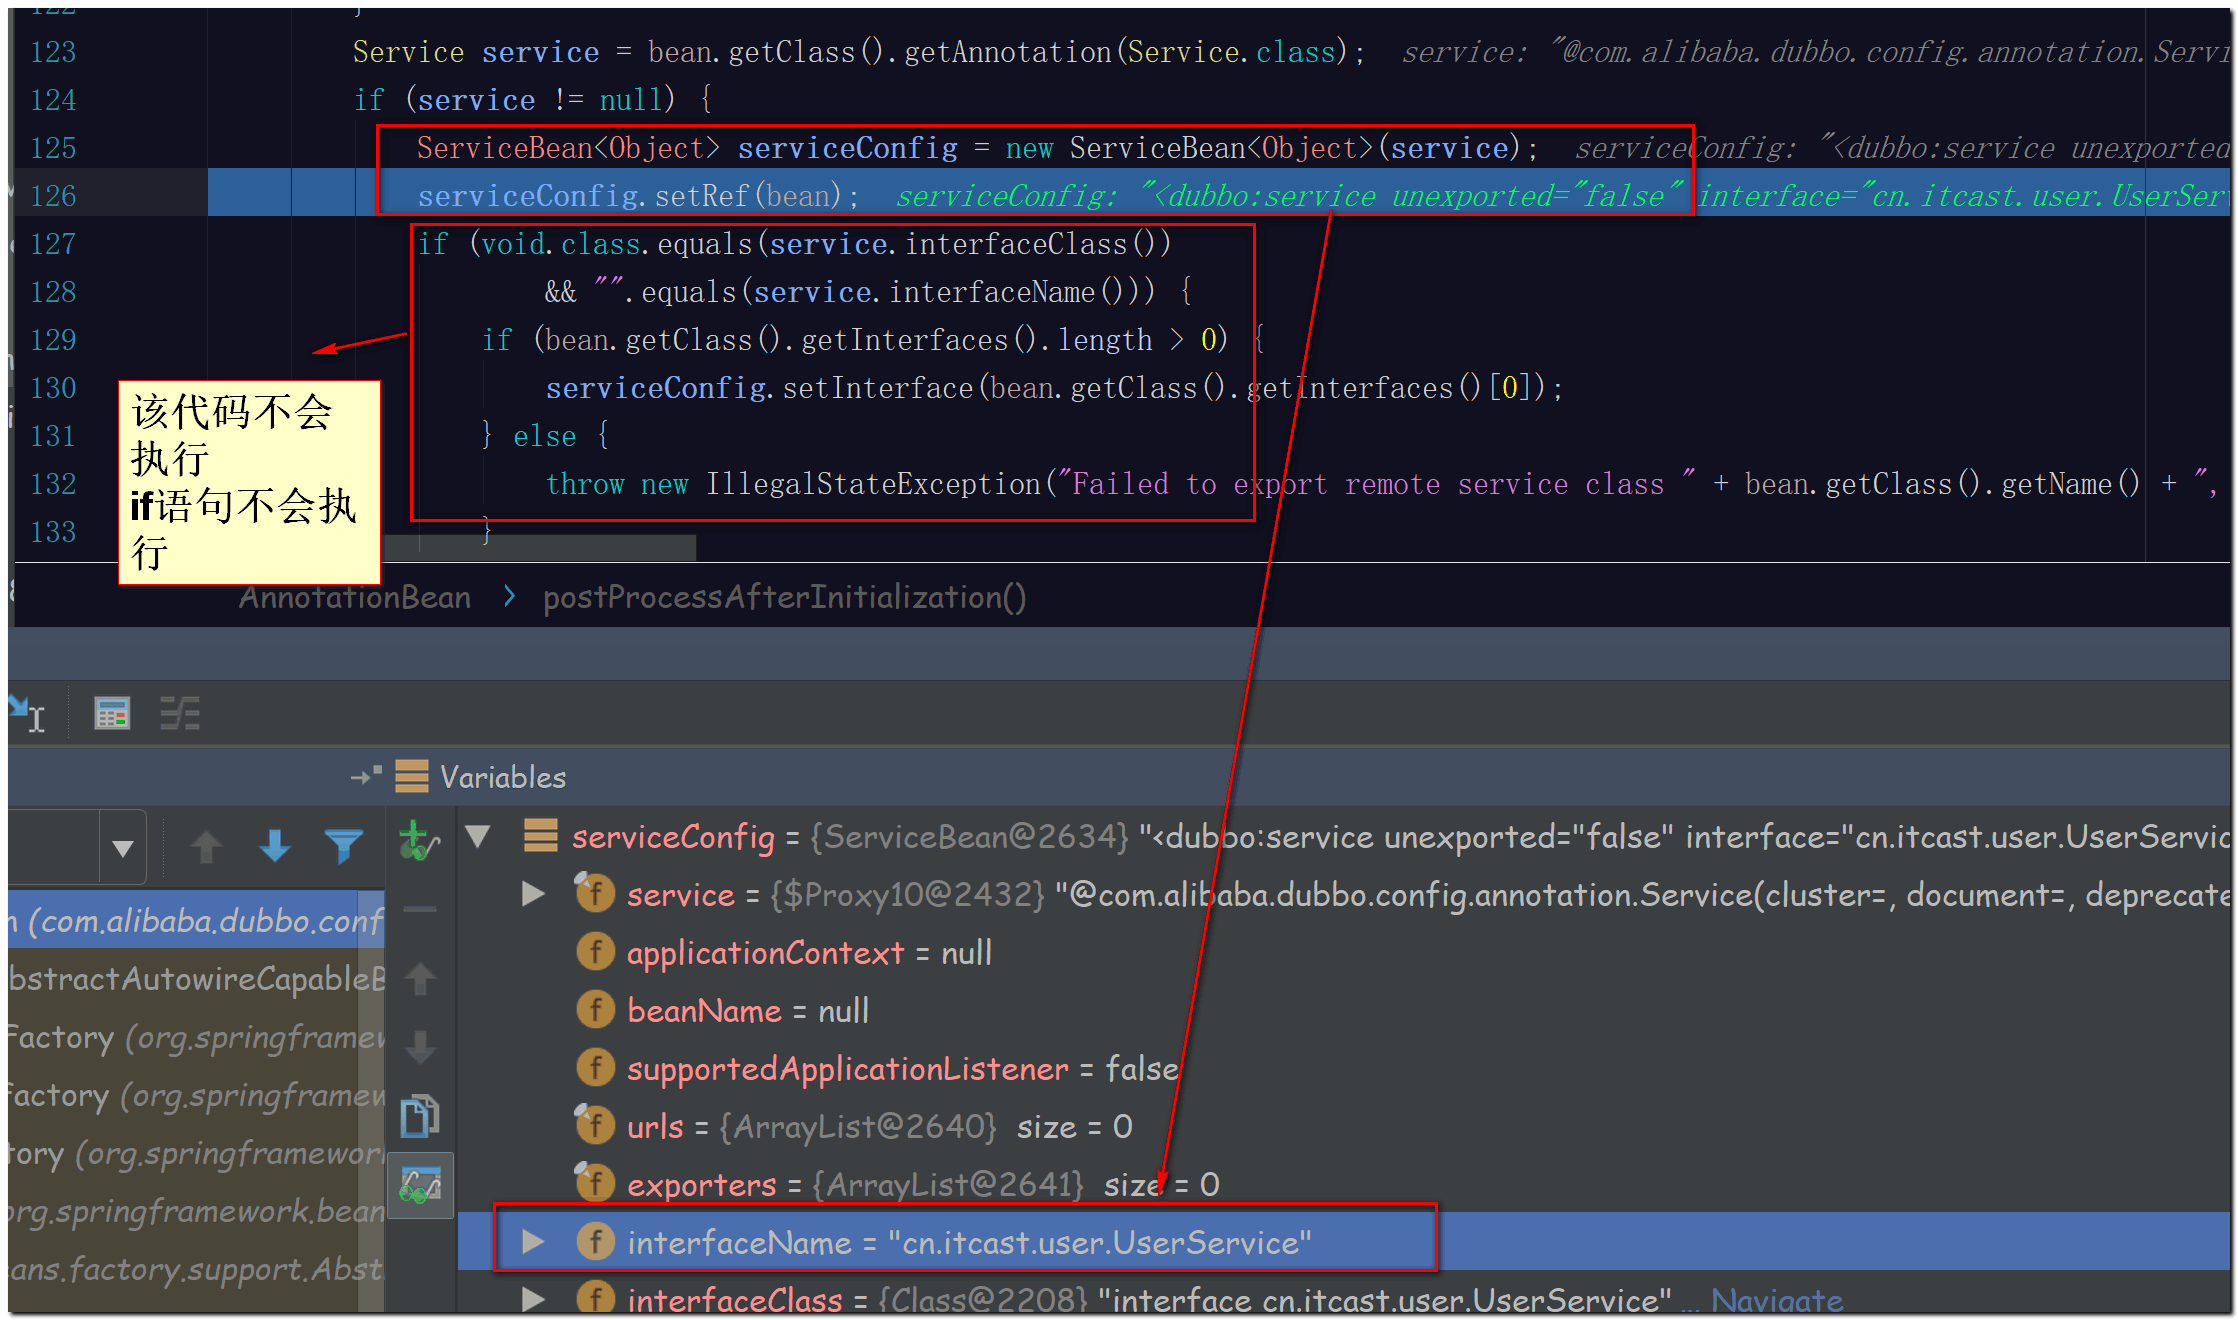 122 }
123 Service service = bean.getClass().getAnnotation(Service.class); service: "@com.alibaba.dubbo.config.annotation.Servi
124 if (service != null) {
125 ServiceBean<Object> serviceConfig = new ServiceBean<Object>(service); serviceConfig: "<dubbo:service unexported
126 serviceConfig.setRef(bean); serviceConfig: "<dubbo:service unexported="false" interface="cn.itcast.user.UserSer
127 if (void.class.equals(service.interfaceClass())
128 && "".equals(service.interfaceName())) {
129 if (bean.getClass().getInterfaces().length > 0) {
130 serviceConfig.setInterface(bean.getClass().getInterfaces()[0]);
131 } else {
132 throw new IllegalStateException("Failed to export remote service class " + bean.getClass().getName() + ",
133 }
该代码不会
执行
if语句不会执
行
AnnotationBean > postProcessAfterInitialization()
Variables
serviceConfig = {ServiceBean@2634} "<dubbo:service unexported="false" interface="cn.itcast.user.UserServic
service = {$Proxy10@2432} "@com.alibaba.dubbo.config.annotation.Service(cluster=, document=, deprecate
applicationContext = null
beanName = null
supportedApplicationListener = false
urls = {ArrayList@2640} size = 0
exporters = {ArrayList@2641} size = 0
interfaceName = "cn.itcast.user.UserService"
interfaceClass = {Class@2208} "interface cn.itcast.user.UserService" ... Navigate
n (com.alibaba.dubbo.conf
bstractAutowireCapableB
Factory (org.springframew
factory (org.springframew
tory (org.springframewor
org.springframework.bean
ans.factory.support.Abst